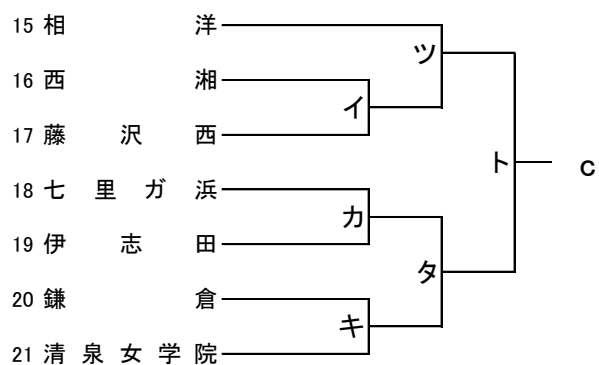 15 相洋
ツ
16 西湘
イ
17 藤沢西
ト C
18 七里ガ浜
カ
19 伊志田
タ
20 鎌倉
キ
21 清泉女学院